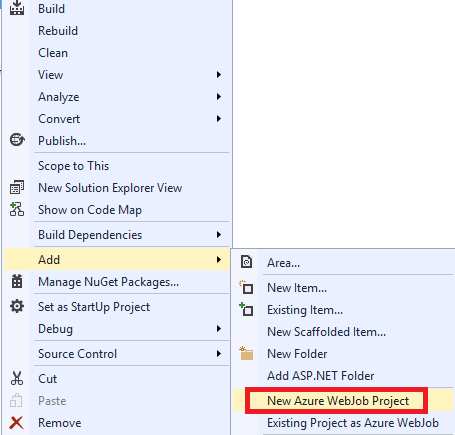 Build
Rebuild
Clean
View
Analyze
Convert
Publish...
Scope to This
New Solution Explorer View
Show on Code Map
Build Dependencies
Add
Manage NuGet Packages...
Set as StartUp Project
Debug
Source Control
Cut
Paste
Remove
Area...
New Item...
Existing Item...
New Scaffolded Item...
New Folder
Add ASP.NET Folder
New Azure WebJob Project
Existing Project as Azure WebJob